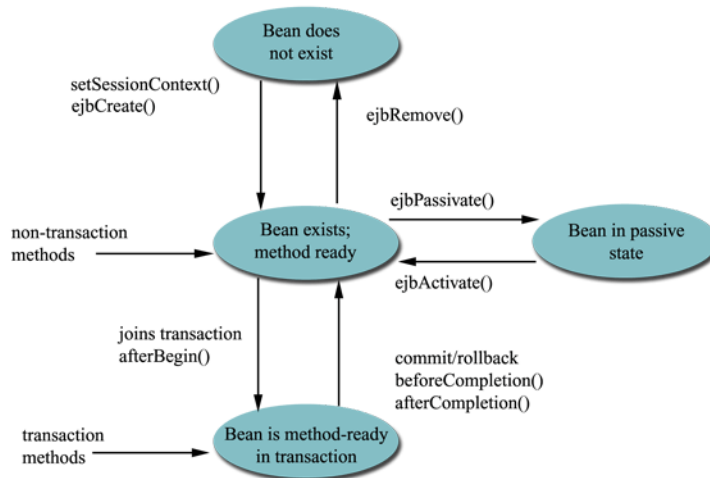 Bean does
not exist
setSessionContext()
ejbCreate()
ejbRemove()
non-transaction
methods
Bean exists;
method ready
ejbPassivate()
Bean in passive
state
ejbActivate()
joins transaction
afterBegin()
commit/rollback
beforeCompletion()
afterCompletion()
transaction
methods
Bean is method-ready
in transaction